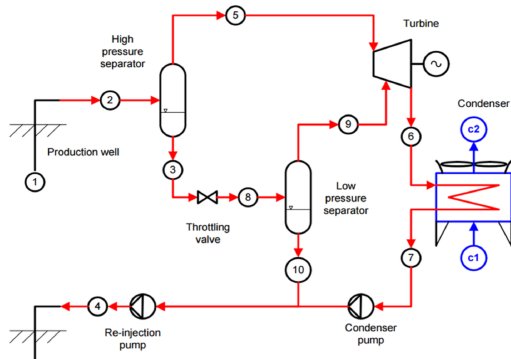 5
Turbine
High
pressure
separator
2
Condenser
c2
9
6
Production well
3
1
8
Low
pressure
separator
Throttling
valve
7
c1
10
4
Re-injection
pump
Condenser
pump